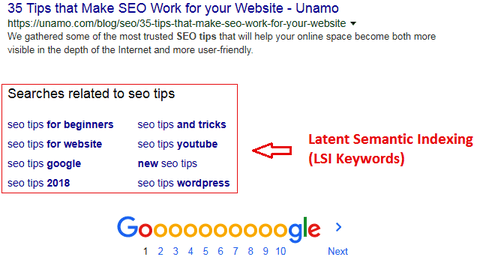 35 Tips that Make SEO Work for your Website - Unamo
https://unamo.com/blog/seo/35-tips-that-make-seo-work-for-your-website ▼
We gathered some of the most trusted SEO tips that will help your online space become both more
visible in the depth of the Internet and more user-friendly.
Searches related to seo tips
seo tips for beginners
seo tips and tricks
seo tips for website
seo tips youtube
seo tips google
new seo tips
seo tips 2018
seo tips wordpress
Latent Semantic Indexing
(LSI Keywords)
Goooooooooogle >
1 2 3 4 5 6 7 8 9 10 Next